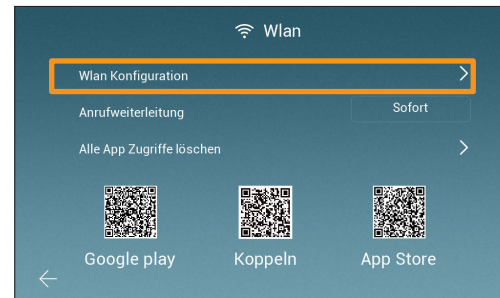 Wlan
Wlan Konfiguration
Anrufweiterleitung Sofort
Alle App Zugriffe löschen
Google play Koppeln App Store